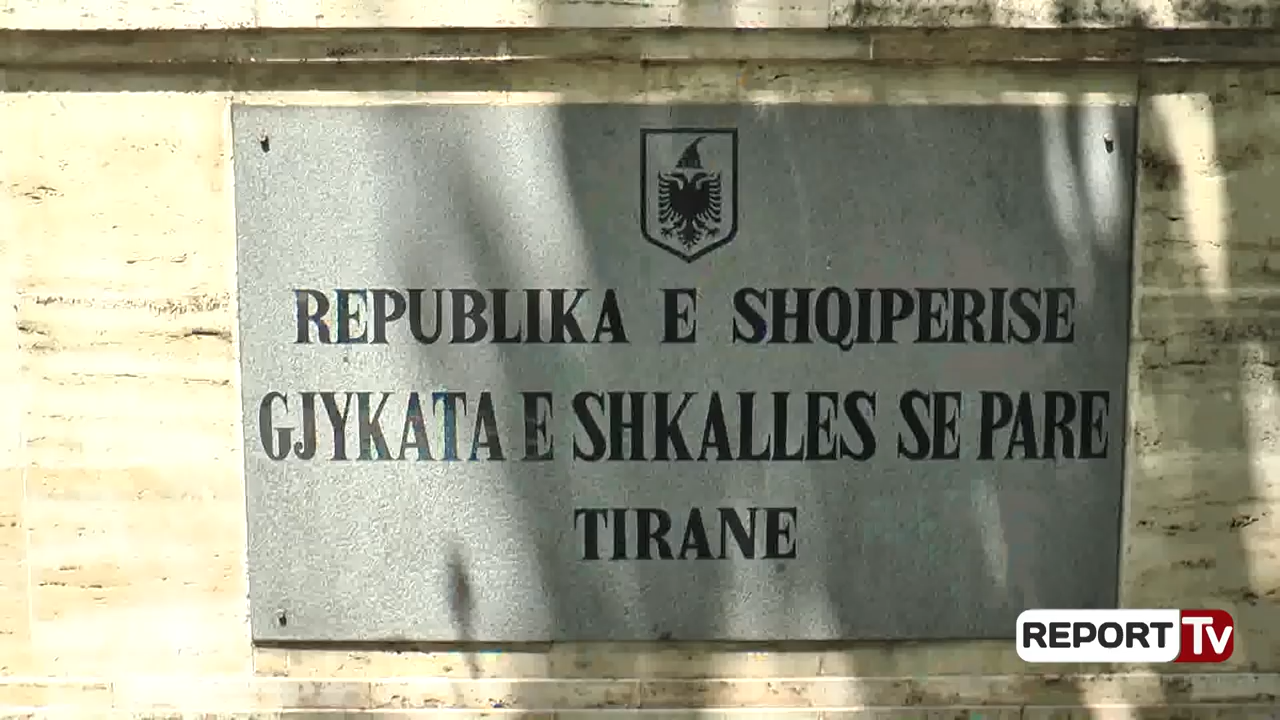 REPUBLIKA E SHQIPERISE
GJYKATA E SHKALLES SE PARE
TIRANE
REPORT TV